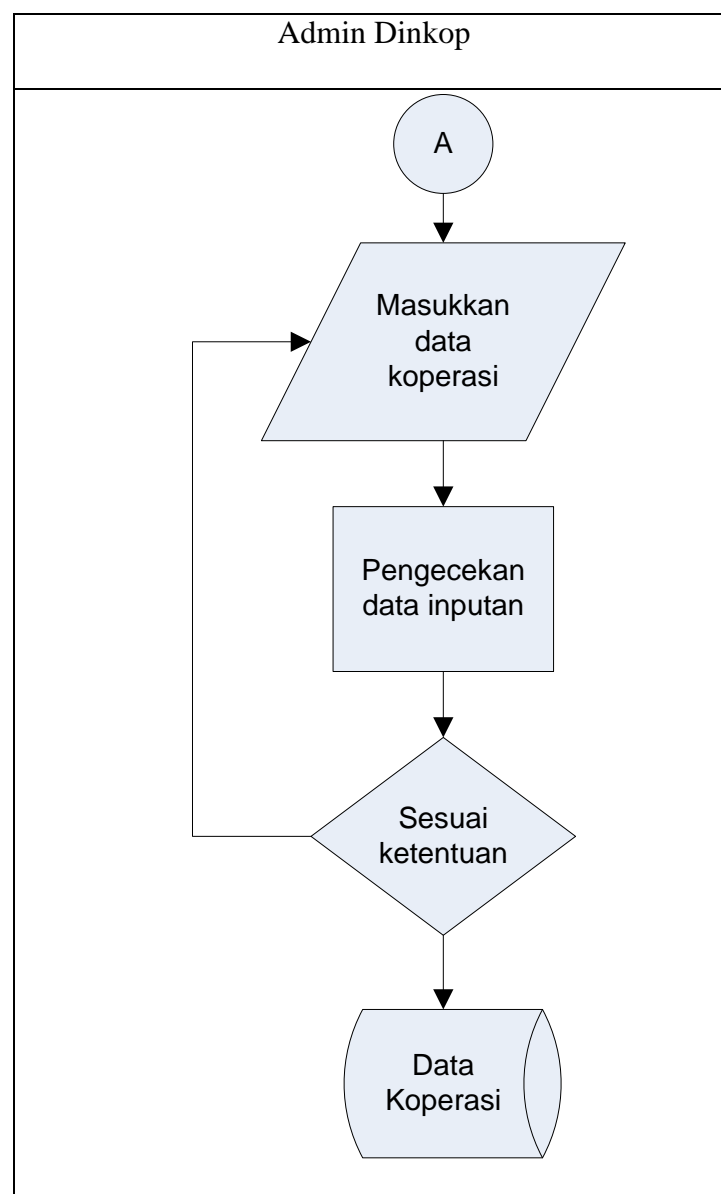 Admin Dinkop
A
Masukkan
data
koperasi
Pengecekan
data inputan
Sesuai
ketentuan
Data
Koperasi